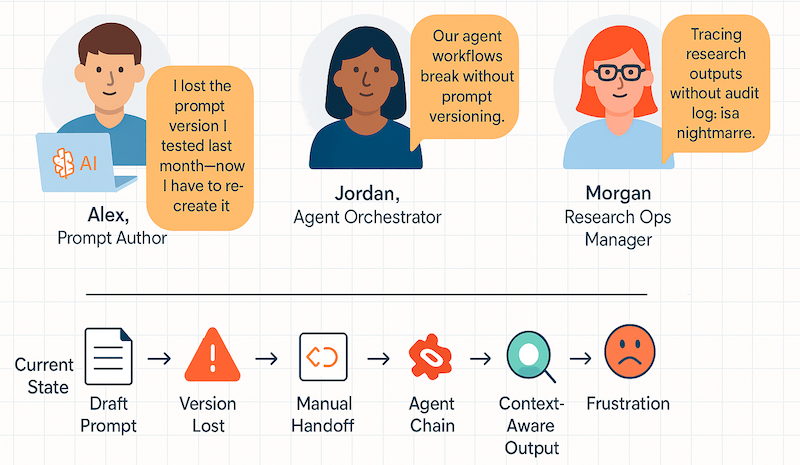 I lost the
prompt
version I
tested last
month—now
I have to re-
create it
AI
Alex,
Prompt Author
Our agent
workflows
break without
prompt
versioning.
Jordan,
Agent Orchestrator
Tracing
research
outputs
without audit
log: isa
nightmarre.
Morgan
Research Ops
Manager
Current
State
Draft
Prompt
Version
Lost
Manual
Handoff
Agent
Chain
Context-
Aware
Output
Frustration